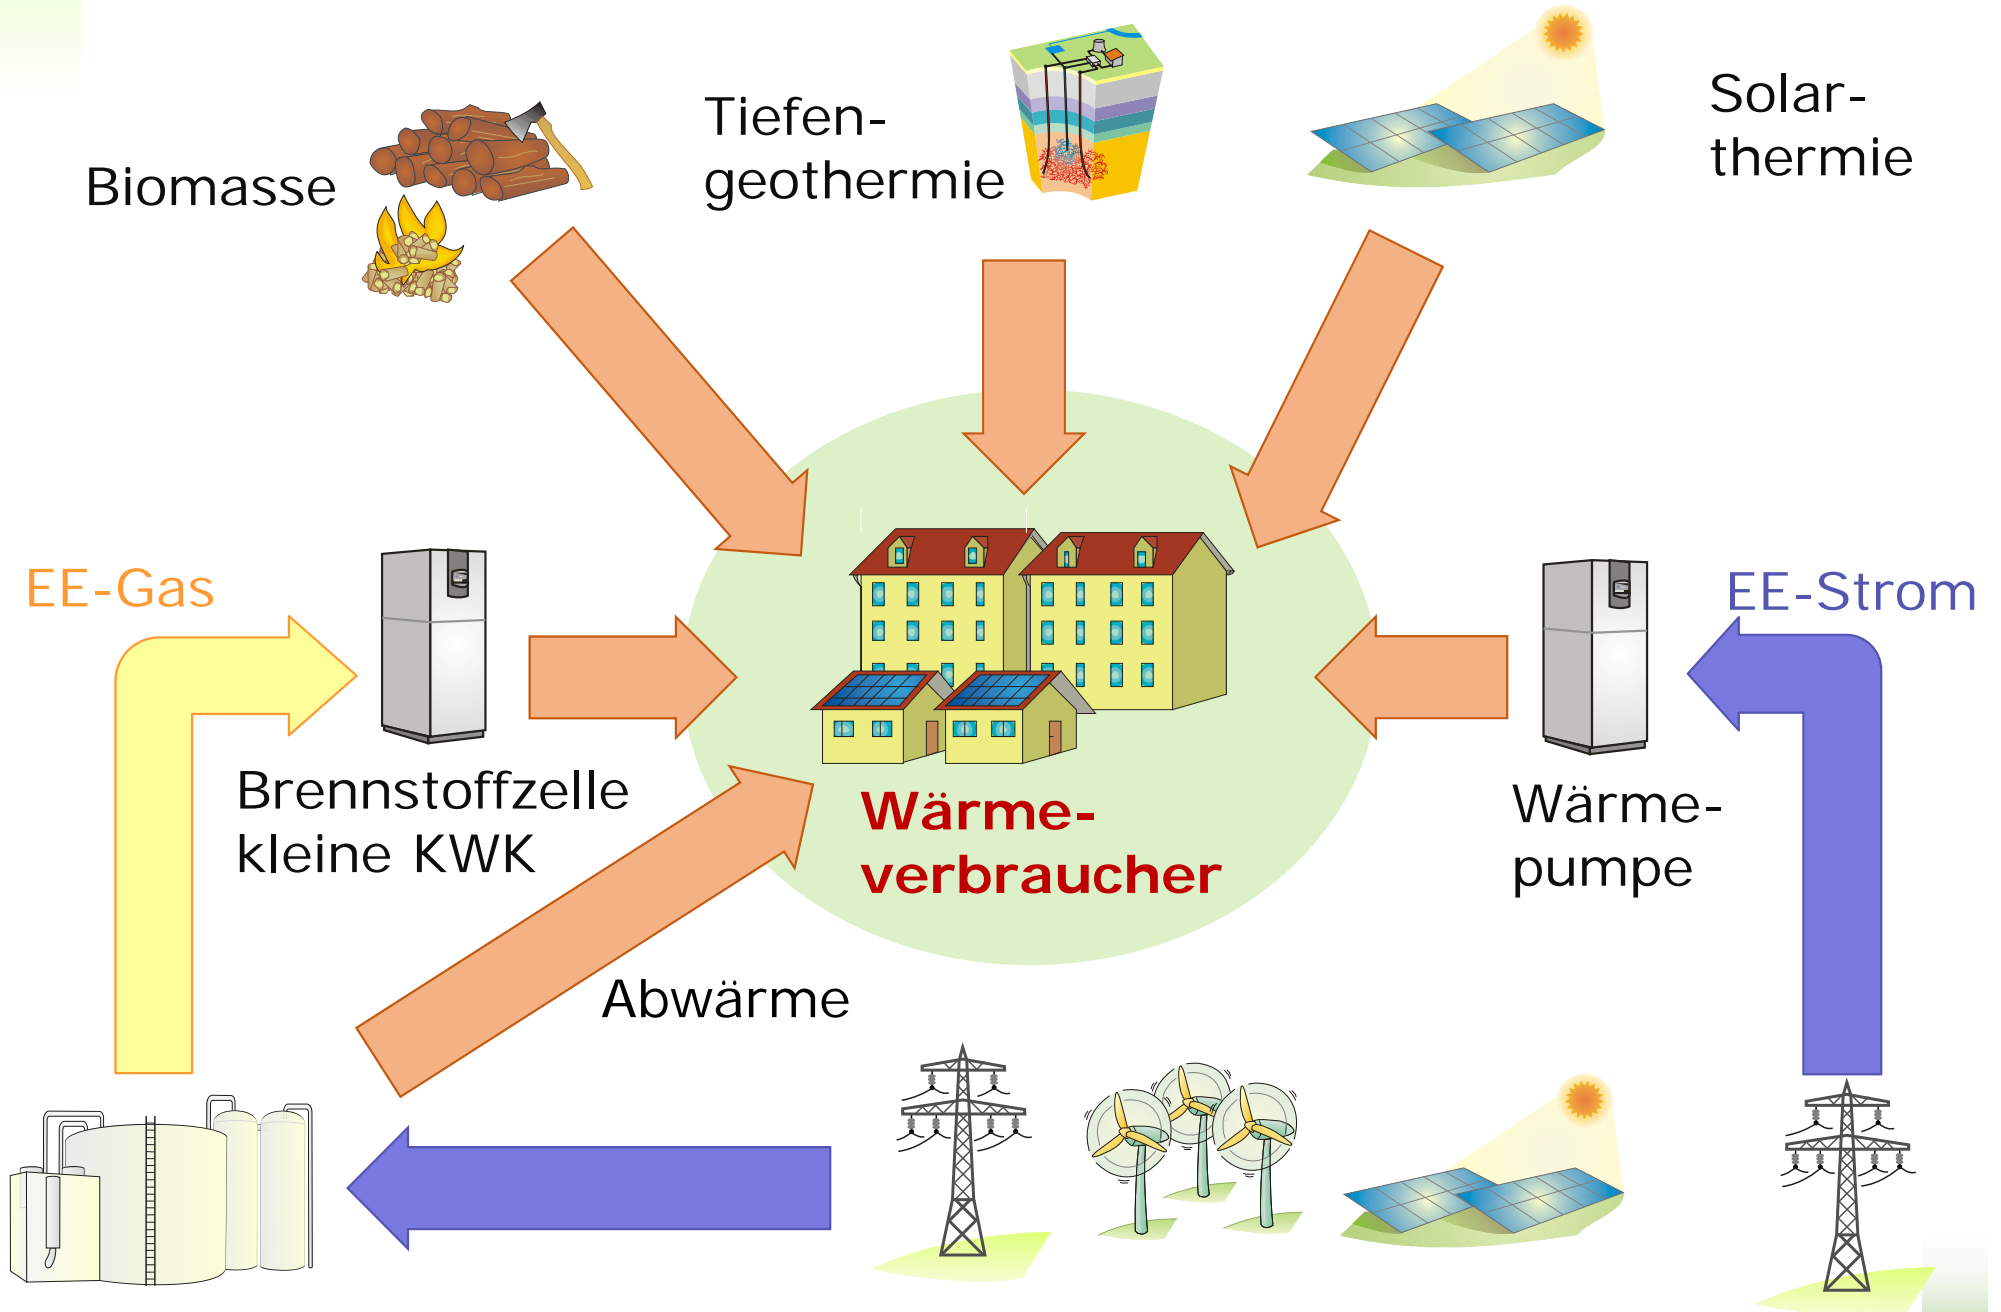 Biomasse
Tiefen-
geothermie
Solar-
thermie
EE-Gas
EE-Strom
Brennstoffzelle
kleine KWK
Wärme-
verbraucher
Wärme-
pumpe
Abwärme